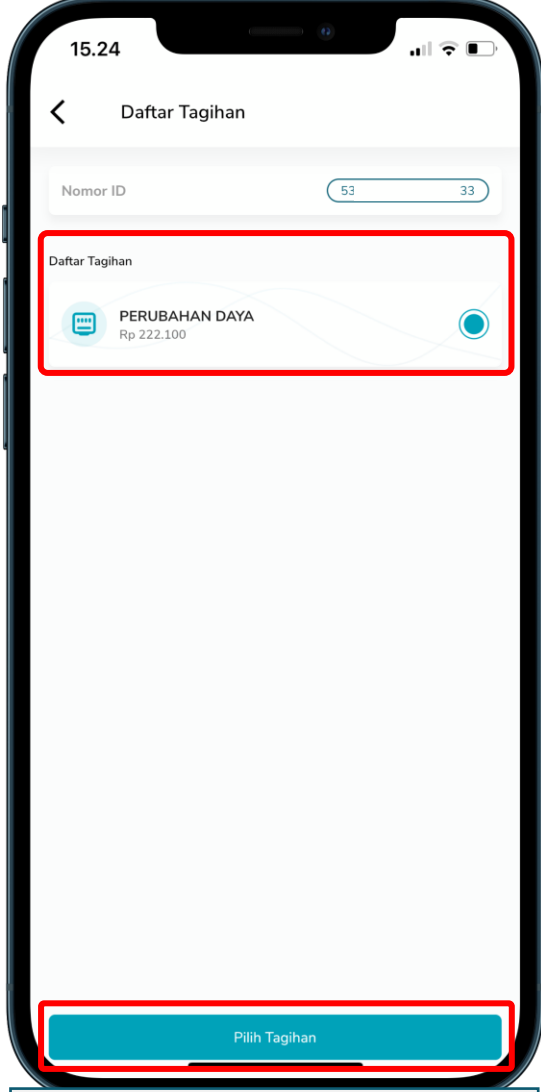 15.24
Daftar Tagihan
Nomor ID 53 33
Daftar Tagihan
PERUBAHAN DAYA
Rp 222.100
Pilih Tagihan